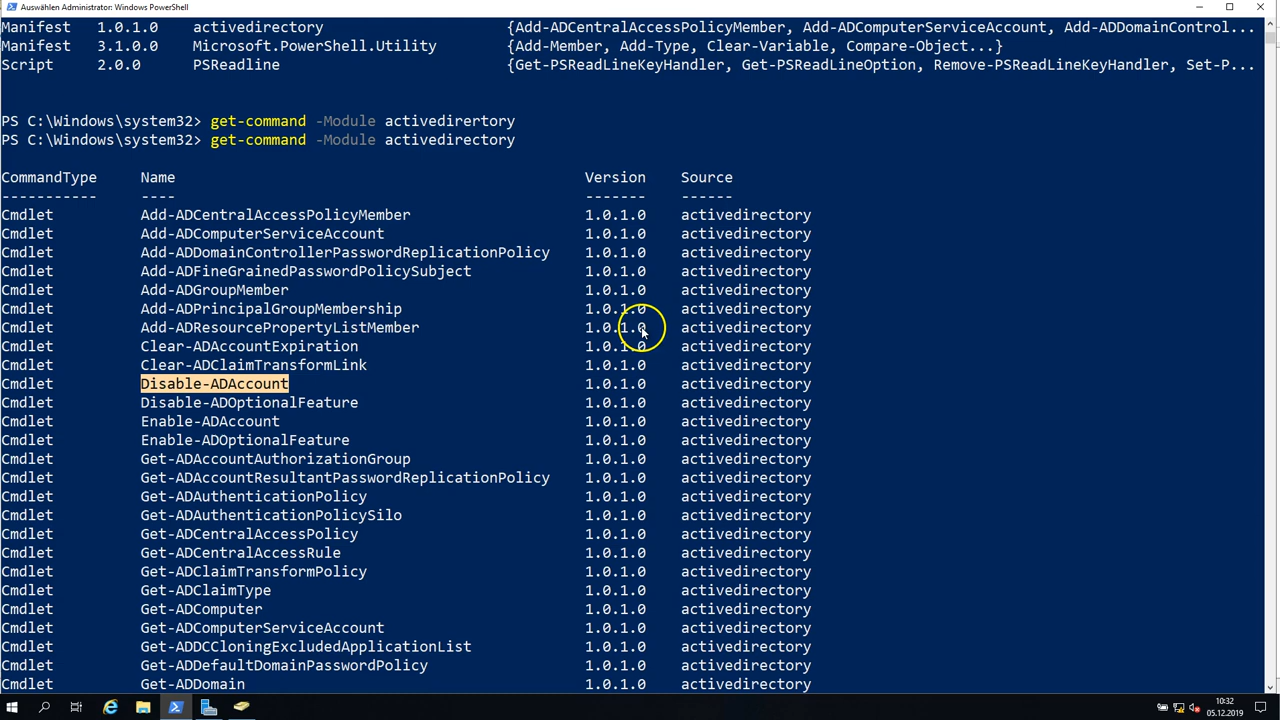 Auswählen Administrator: Windows PowerShell
Manifest 1.0.1.0 activedirectory {Add-ADCentralAccessPolicyMember, Add-ADComputerServiceAccount, Add-ADDomainControl...
Manifest 3.1.0.0 Microsoft.PowerShell.Utility {Add-Member, Add-Type, Clear-Variable, Compare-Object...}
Script 2.0.0 PSReadline {Get-PSReadLineKeyHandler, Get-PSReadLineOption, Remove-PSReadLineKeyHandler, Set-P...
PS C:\Windows\system32> get-command -Module activedirertory
PS C:\Windows\system32> get-command -Module activedirectory
CommandType Name Version Source
----------- ---- ------- ------
Cmdlet Add-ADCentralAccessPolicyMember 1.0.1.0 activedirectory
Cmdlet Add-ADComputerServiceAccount 1.0.1.0 activedirectory
Cmdlet Add-ADDomainControllerPasswordReplicationPolicy 1.0.1.0 activedirectory
Cmdlet Add-ADFineGrainedPasswordPolicySubject 1.0.1.0 activedirectory
Cmdlet Add-ADGroupMember 1.0.1.0 activedirectory
Cmdlet Add-ADPrincipalGroupMembership 1.0.1.0 activedirectory
Cmdlet Add-ADResourcePropertyListMember 1.0.1.0 activedirectory
Cmdlet Clear-ADAccountExpiration 1.0.1.0 activedirectory
Cmdlet Clear-ADClaimTransformLink 1.0.1.0 activedirectory
Cmdlet Disable-ADAccount 1.0.1.0 activedirectory
Cmdlet Disable-ADOptionalFeature 1.0.1.0 activedirectory
Cmdlet Enable-ADAccount 1.0.1.0 activedirectory
Cmdlet Enable-ADOptionalFeature 1.0.1.0 activedirectory
Cmdlet Get-ADAccountAuthorizationGroup 1.0.1.0 activedirectory
Cmdlet Get-ADAccountResultantPasswordReplicationPolicy 1.0.1.0 activedirectory
Cmdlet Get-ADAuthenticationPolicy 1.0.1.0 activedirectory
Cmdlet Get-ADAuthenticationPolicySilo 1.0.1.0 activedirectory
Cmdlet Get-ADCentralAccessPolicy 1.0.1.0 activedirectory
Cmdlet Get-ADCentralAccessRule 1.0.1.0 activedirectory
Cmdlet Get-ADClaimTransformPolicy 1.0.1.0 activedirectory
Cmdlet Get-ADClaimType 1.0.1.0 activedirectory
Cmdlet Get-ADComputer 1.0.1.0 activedirectory
Cmdlet Get-ADComputerServiceAccount 1.0.1.0 activedirectory
Cmdlet Get-ADDCCloningExcludedApplicationList 1.0.1.0 activedirectory
Cmdlet Get-ADDefaultDomainPasswordPolicy 1.0.1.0 activedirectory
Cmdlet Get-ADDomain 1.0.1.0 activedirectory
10:32
05.12.2019